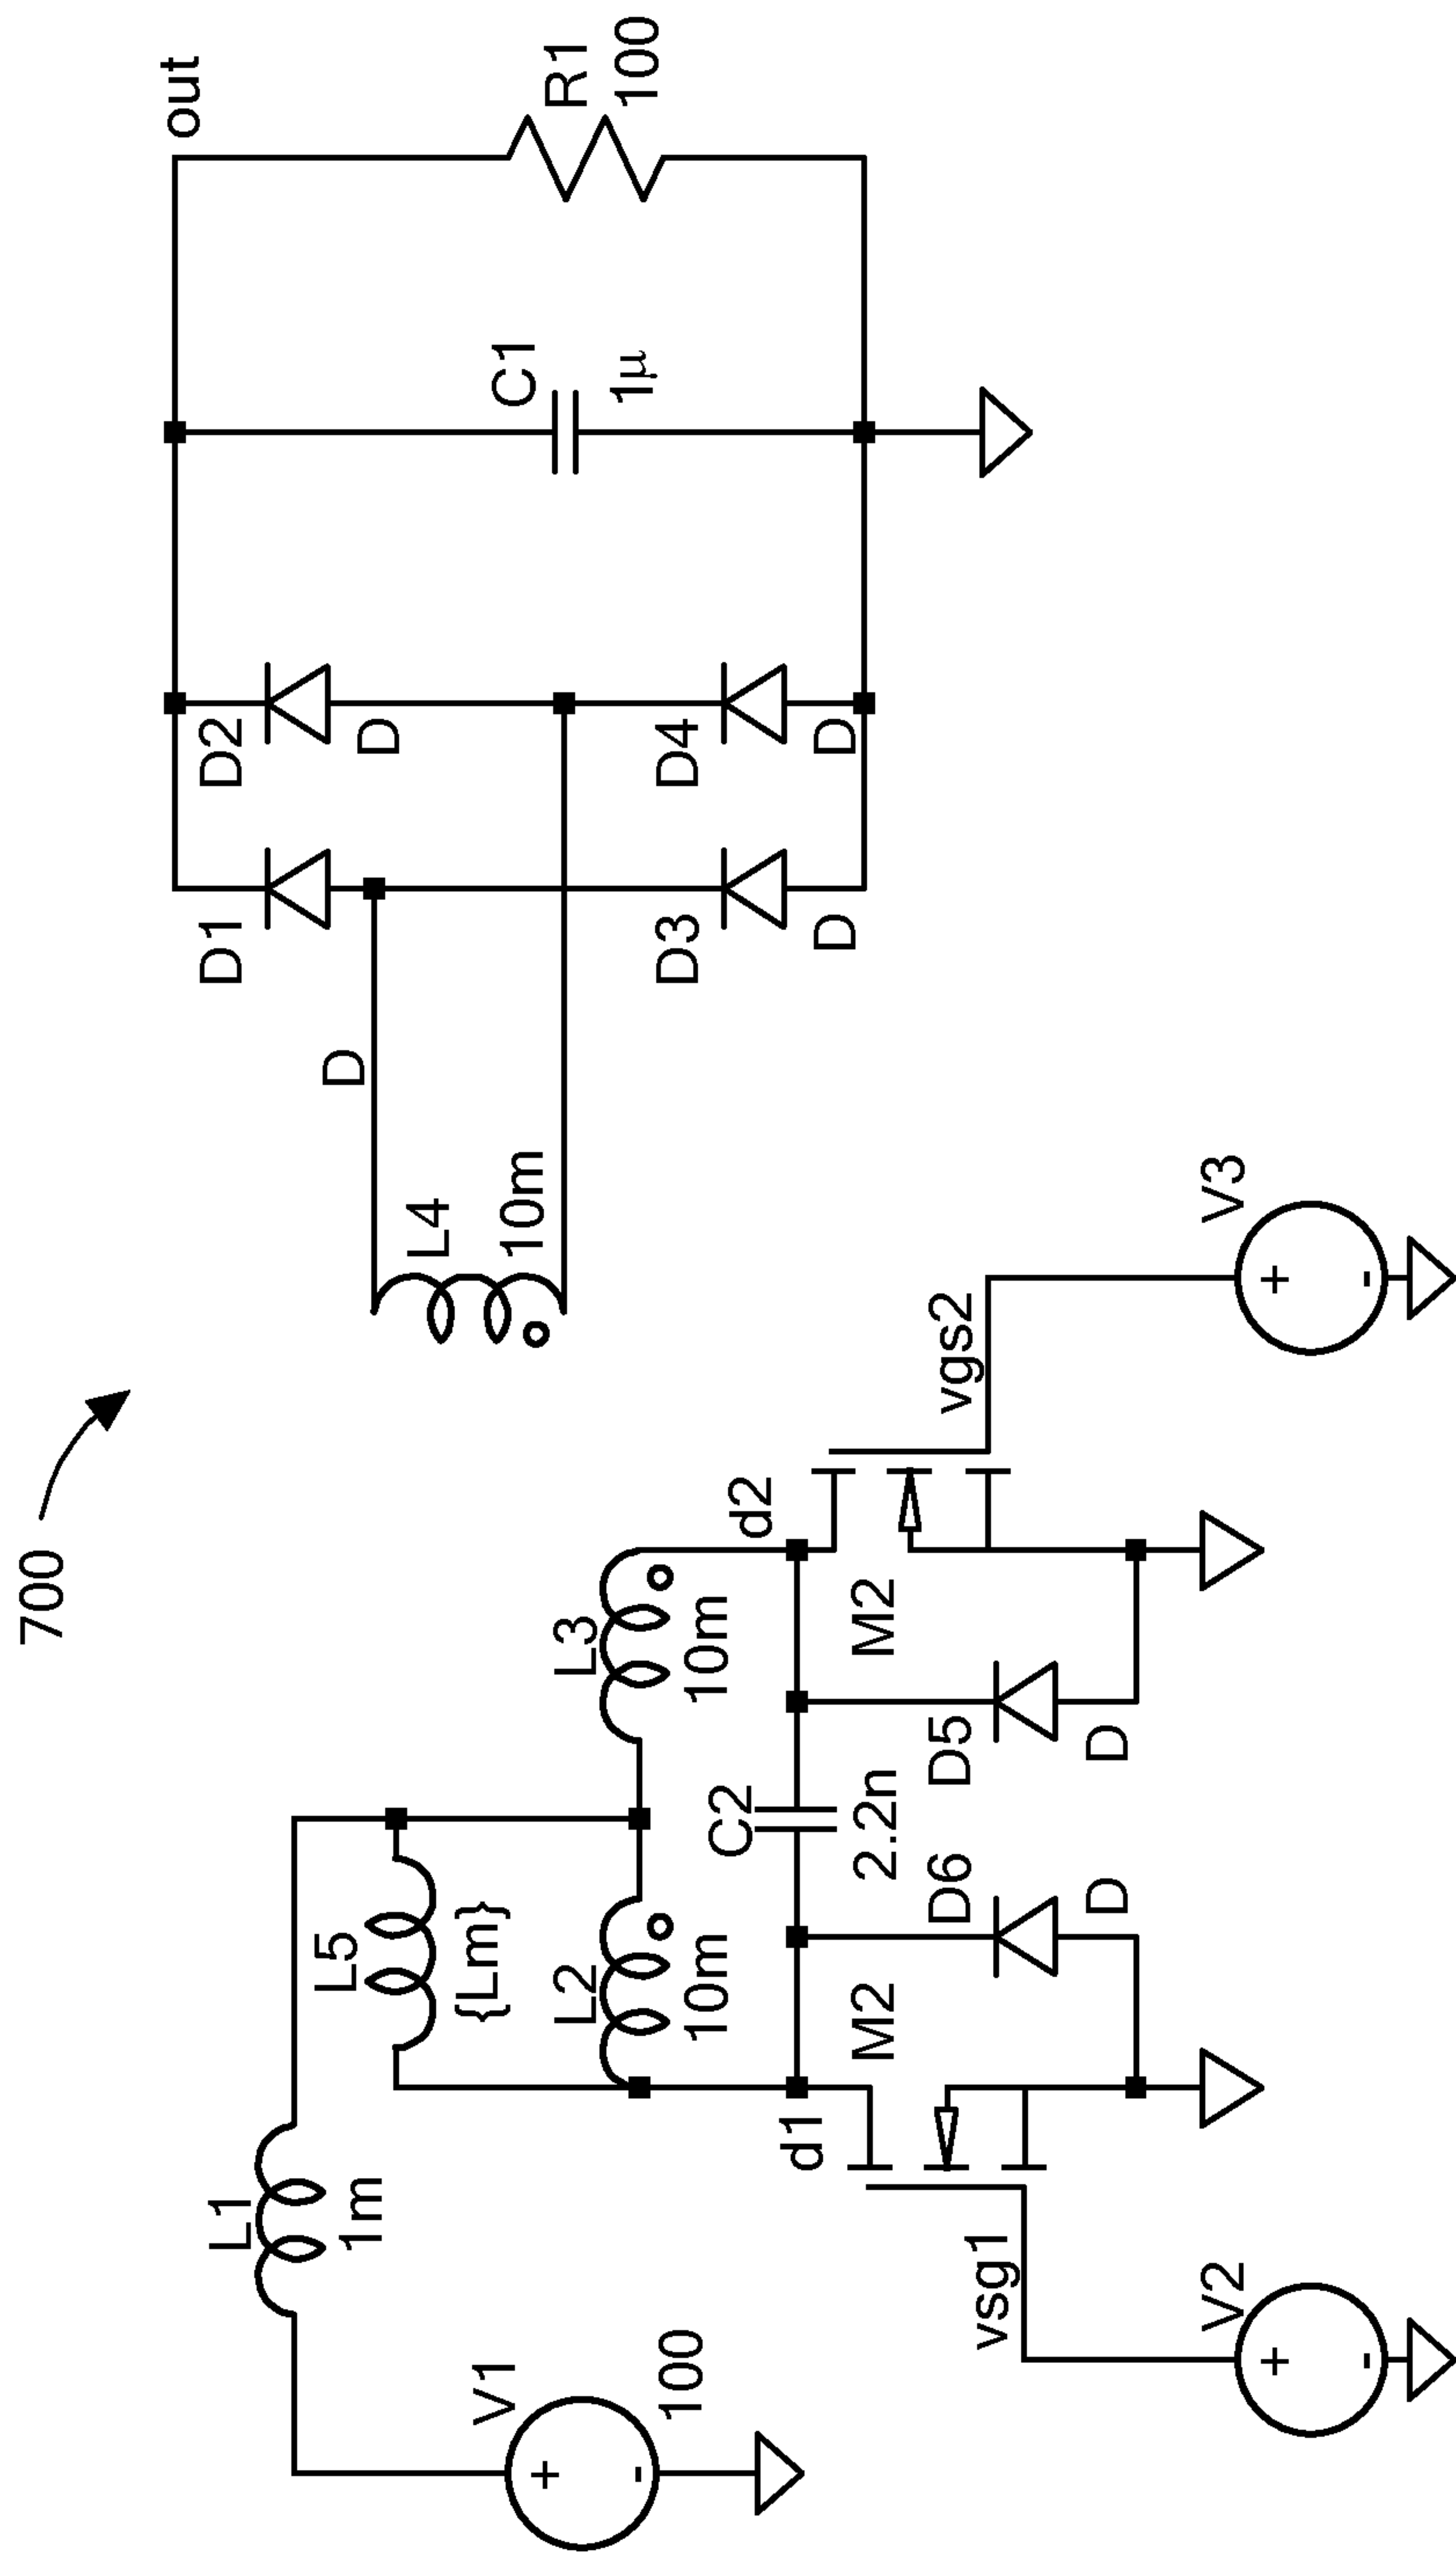 700
out
R1
100
C1
1µ
D2
D
D4
D
D1
D3
D
D
L4
10m
L1
1m
L5
{Lm}
L3
10m
L2
10m
d2
d1
C2
2.2n
M2
M2
D5
D
D6
D
vgs2
vsg1
V1
+
-
100
V2
+
-
V3
+
-